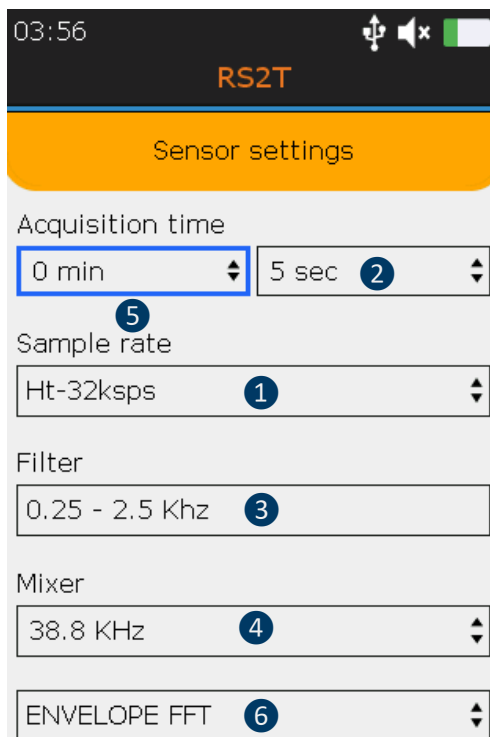 03:56
RS2T
Sensor settings
Acquisition time
0 min 5 sec 2
5
Sample rate
Ht-32ksps 1
Filter
0.25 - 2.5 Khz 3
Mixer
38.8 KHz 4
ENVELOPE FFT 6